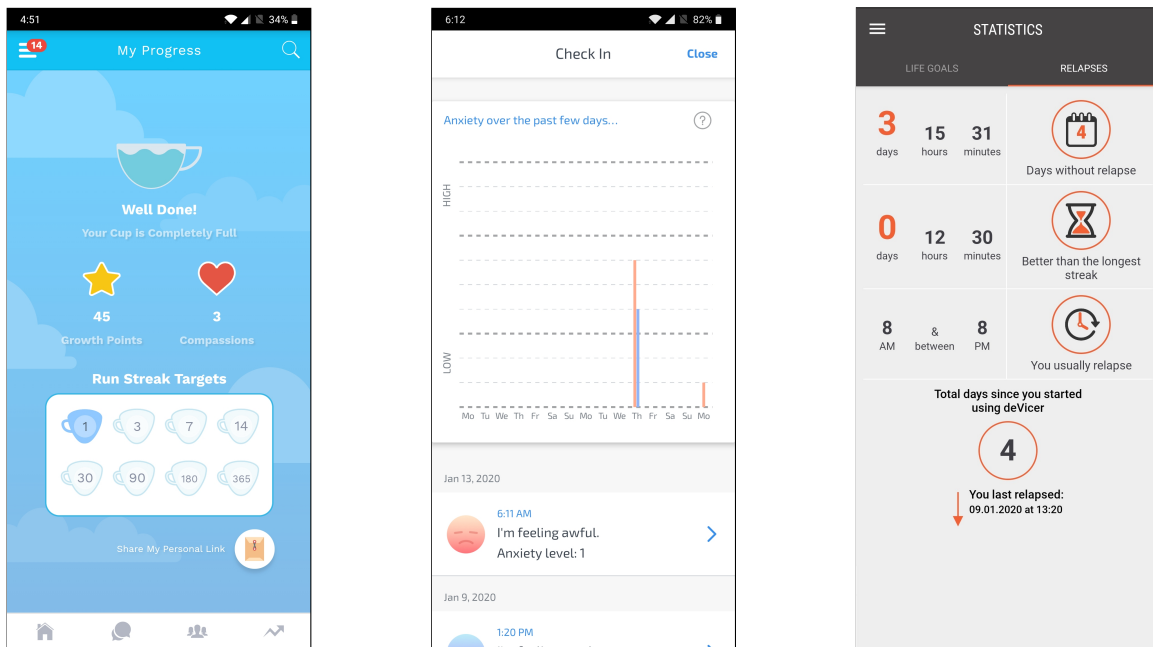 4:51
34%
14
My Progress
Well Done!
Your Cup is Completely Full
45
3
Growth Points
Compassions
Run Streak Targets
1
3
7
14
30
90
180
365
Share My Personal Link
6:12
82%
Check In
Close
Anxiety over the past few days...
?
HIGH
LOW
Mo Tu We Th Fr Sa Su Mo Tu We Th Fr Sa Su Mo
Jan 13, 2020
6:11 AM
I'm feeling awful.
Anxiety level: 1
Jan 9, 2020
1:20 PM
STATISTICS
LIFE GOALS
RELAPSES
3
15
31
days
hours
minutes
4
Days without relapse
0
12
30
days
hours
minutes
Better than the longest
streak
8
&
8
AM
between
PM
You usually relapse
Total days since you started
using deVicer
4
You last relapsed:
09.01.2020 at 13:20